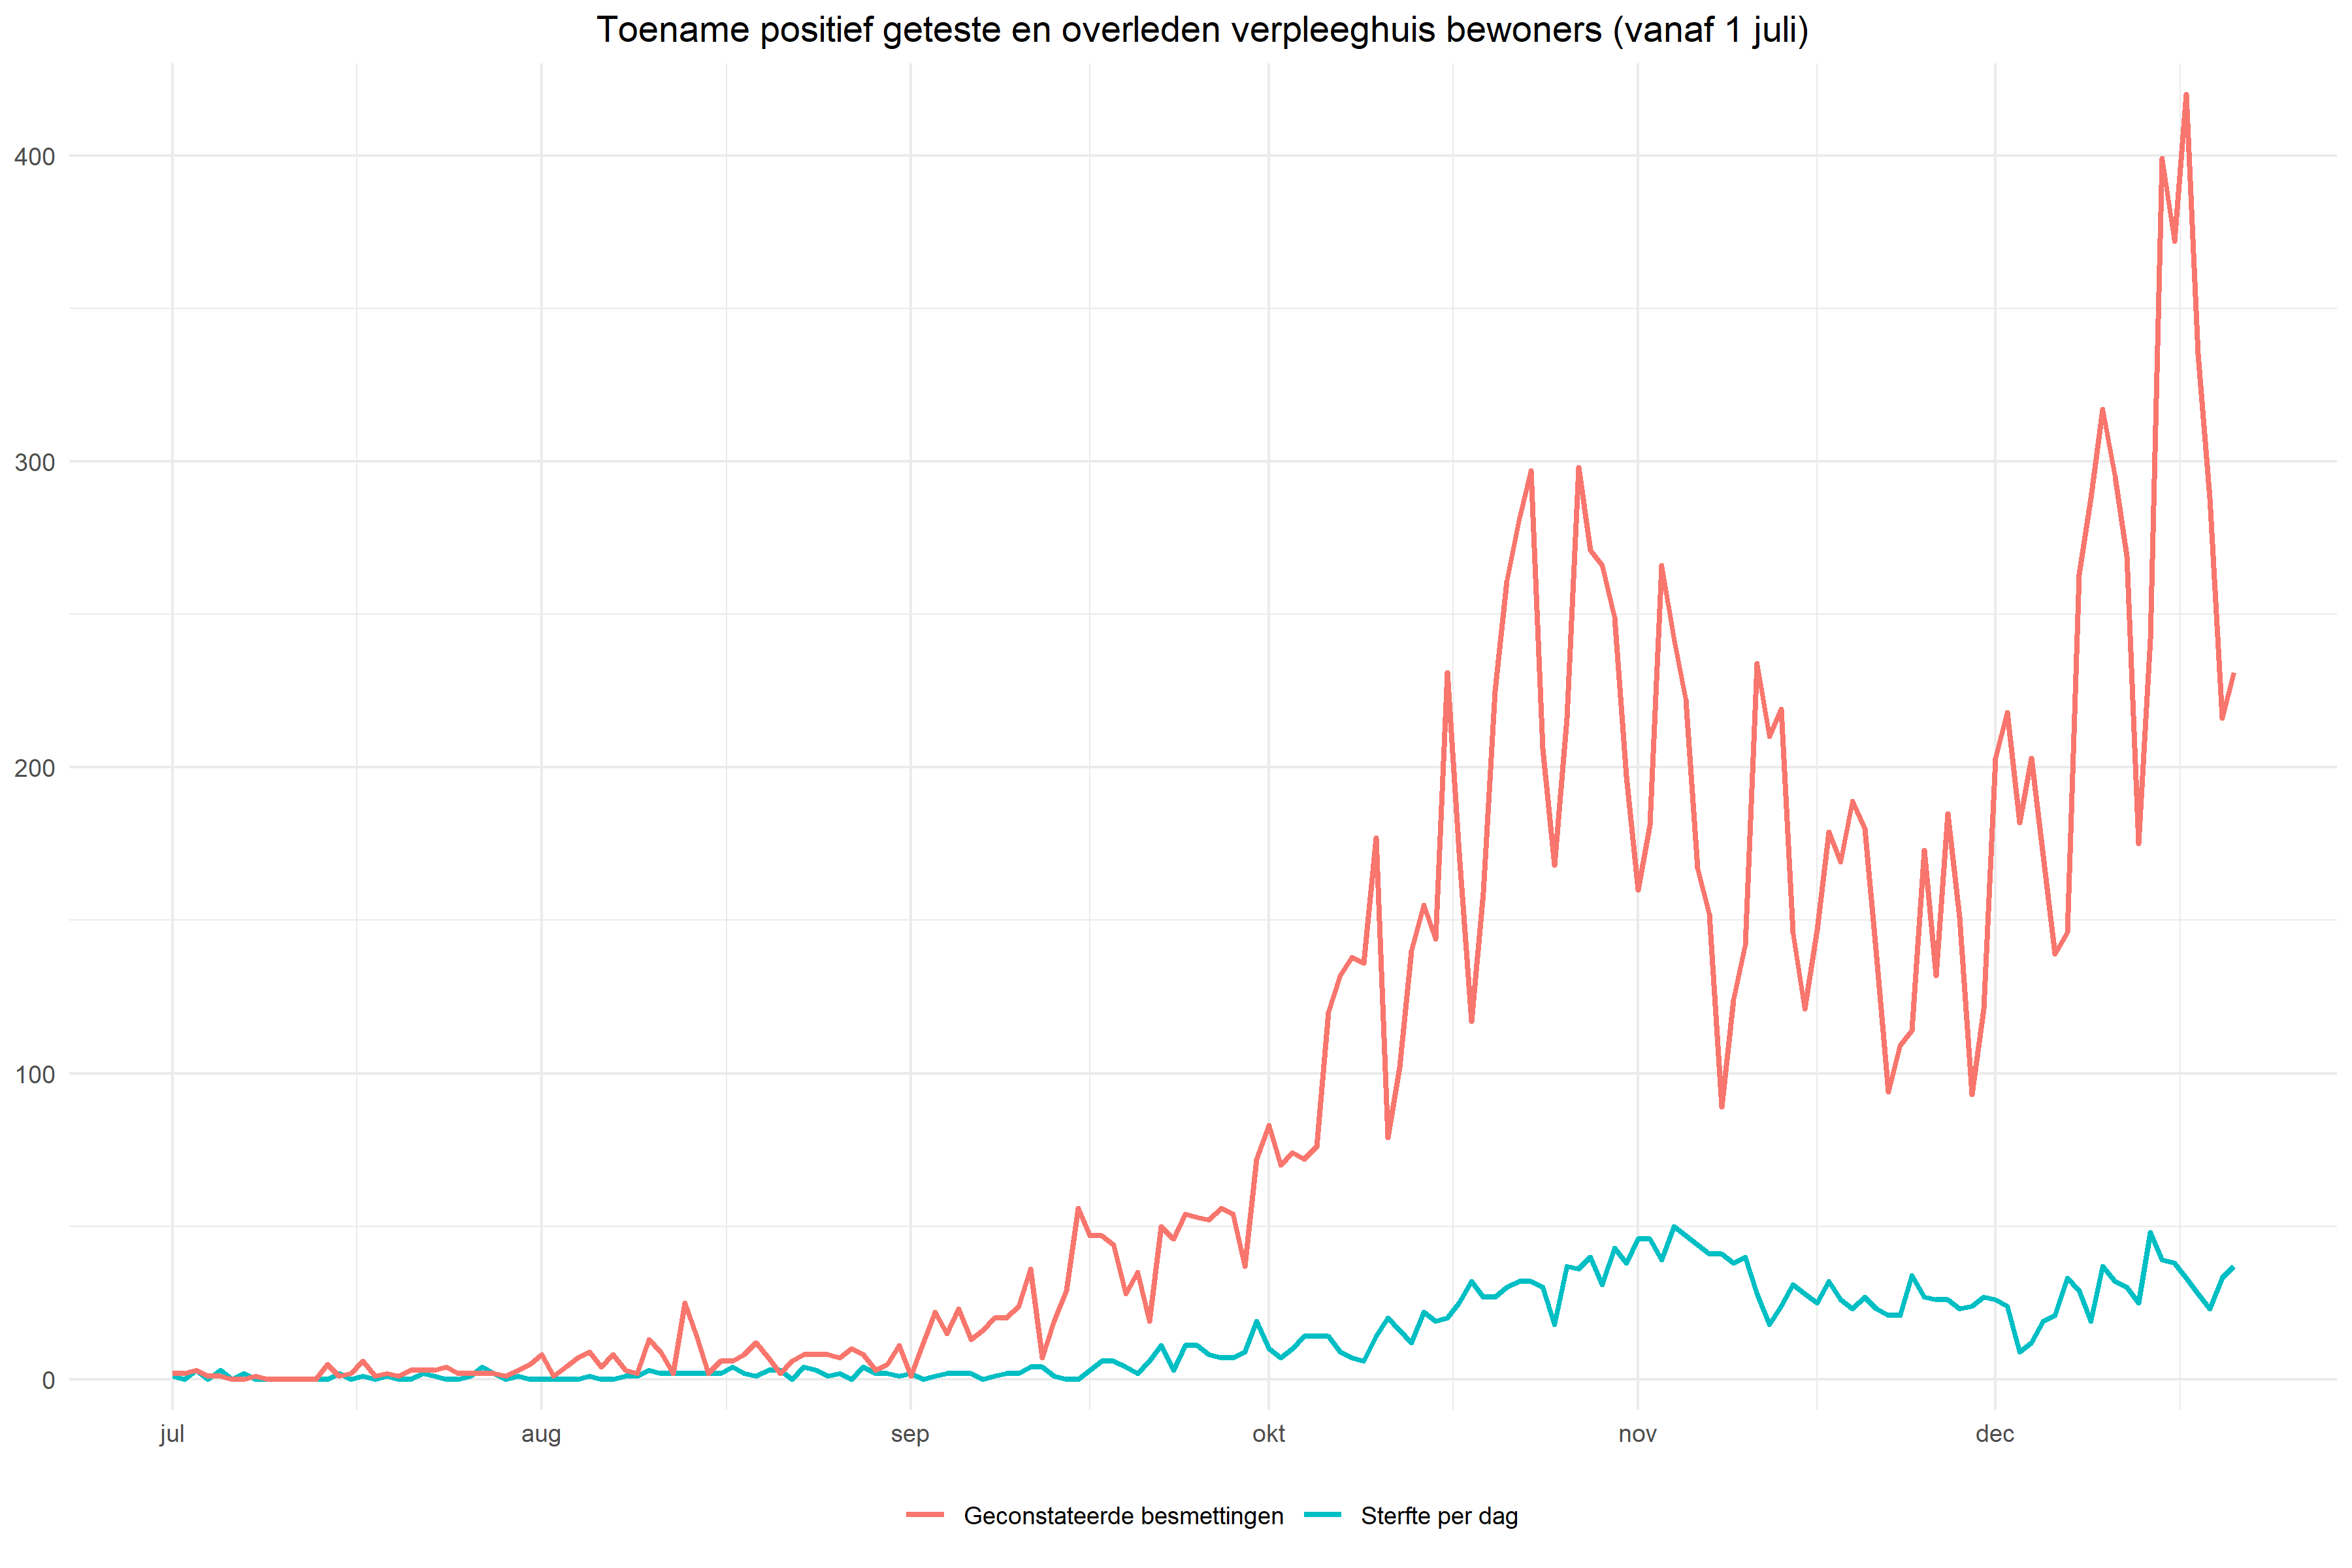 Toename positief geteste en overleden verpleeghuis bewoners (vanaf 1 juli)
400
300
200
100
0
jul aug sep okt nov dec
Geconstateerde besmettingen Sterfte per dag